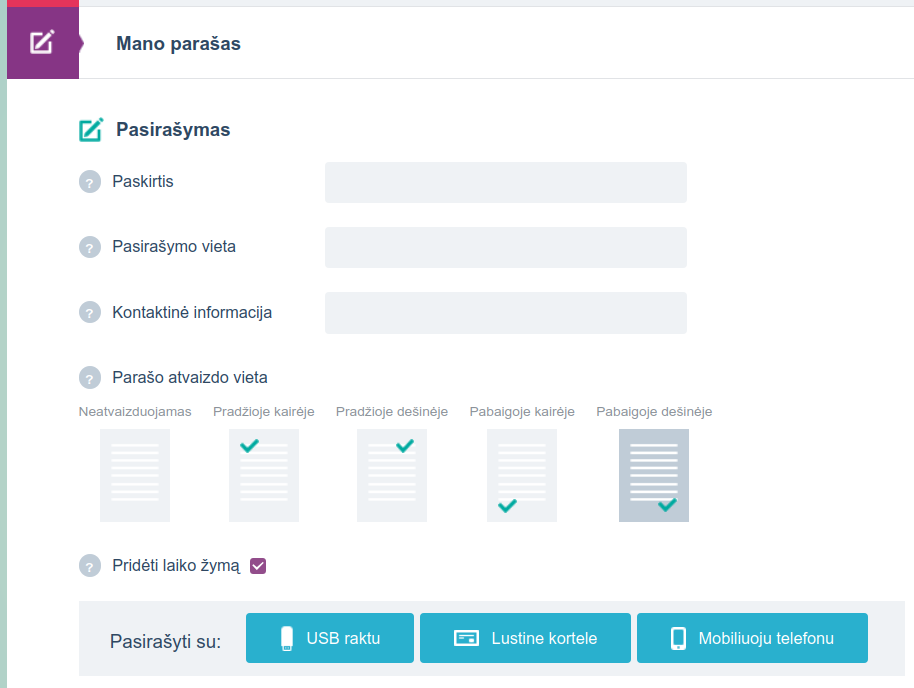 Mano parašas
Pasirašymas
? Paskirtis
? Pasirašymo vieta
? Kontaktinė informacija
? Parašo atvaizdo vieta
Neatvaizduojamas Pradžioje kairėje Pradžioje dešinėje Pabaigoje kairėje Pabaigoje dešinėje
? Pridėti laiko žymą
Pasirašyti su: USB raktu Lustine kortele Mobiliuoju telefonu